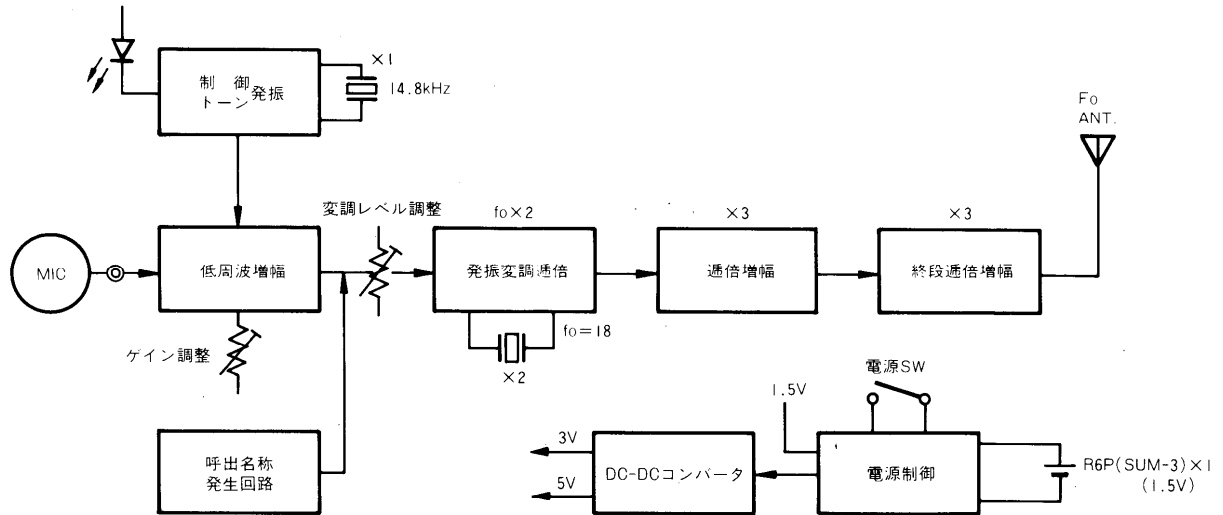 ×1
制 御
トーン発振
14.8kHz
Fo
ANT.
変調レベル調整
fo×2
×3
×3
MIC
低周波増幅
発振変調逓倍
逓倍増幅
終段逓倍増幅
fo=18
×2
ゲイン調整
電源SW
1.5V
呼出名称
発生回路
3V
5V
DC-DCコンバータ
電源制御
R6P(SUM-3)×1
(1.5V)